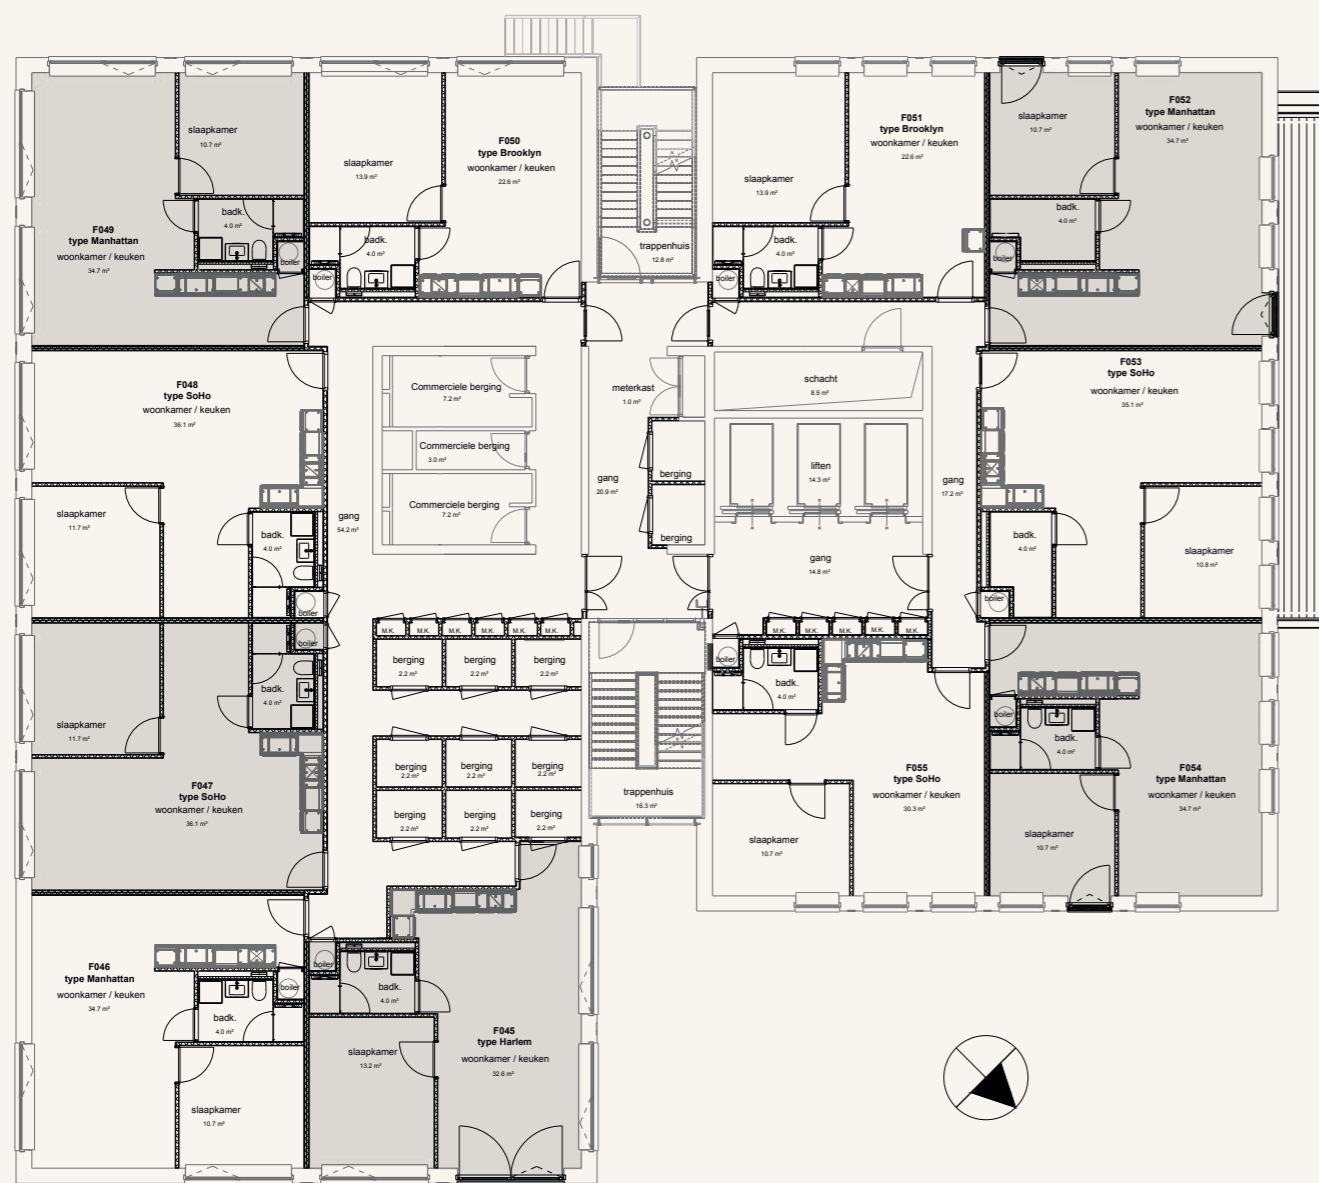 F049
type Manhattan
woonkamer / keuken
34.7 m²
slaapkamer
10.7 m²
badk.
4.0 m²
boiler
slaapkamer
13.9 m²
F050
type Brooklyn
woonkamer / keuken
22.6 m²
badk.
4.0 m²
boiler
trappenhuis
12.8 m²
slaapkamer
13.9 m²
F051
type Brooklyn
woonkamer / keuken
22.6 m²
badk.
4.0 m²
boiler
slaapkamer
10.7 m²
F052
type Manhattan
woonkamer / keuken
34.7 m²
badk.
4.0 m²
boiler
F048
type SoHo
woonkamer / keuken
36.1 m²
slaapkamer
11.7 m²
badk.
4.0 m²
boiler
gang
54.2 m²
Commerciele berging
7.2 m²
Commerciele berging
3.0 m²
Commerciele berging
7.2 m²
meterkast
1.0 m²
gang
20.9 m²
berging
berging
schacht
8.5 m²
liften
14.3 m²
gang
14.8 m²
gang
17.2 m²
F053
type SoHo
woonkamer / keuken
35.1 m²
badk.
4.0 m²
boiler
slaapkamer
10.8 m²
boiler
badk.
4.0 m²
slaapkamer
11.7 m²
F047
type SoHo
woonkamer / keuken
36.1 m²
M.K. M.K. M.K. M.K. M.K. M.K.
berging
2.2 m²
berging
2.2 m²
berging
2.2 m²
berging
2.2 m²
berging
2.2 m²
berging
2.2 m²
berging
2.2 m²
berging
2.2 m²
berging
2.2 m²
trappenhuis
16.3 m²
M.K. M.K. M.K. M.K. M.K.
boiler
badk.
4.0 m²
F055
type SoHo
woonkamer / keuken
30.3 m²
slaapkamer
10.7 m²
boiler
badk.
4.0 m²
F054
type Manhattan
woonkamer / keuken
34.7 m²
slaapkamer
10.7 m²
F046
type Manhattan
woonkamer / keuken
34.7 m²
boiler
badk.
4.0 m²
slaapkamer
10.7 m²
boiler
badk.
4.0 m²
slaapkamer
13.2 m²
F045
type Harlem
woonkamer / keuken
32.6 m²